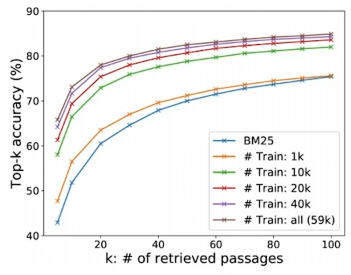 90
80
70
60
50
40
Top-k accuracy (%)
BM25
# Train: 1k
# Train: 10k
# Train: 20k
# Train: 40k
# Train: all (59k)
20 40 60 80 100
k: # of retrieved passages